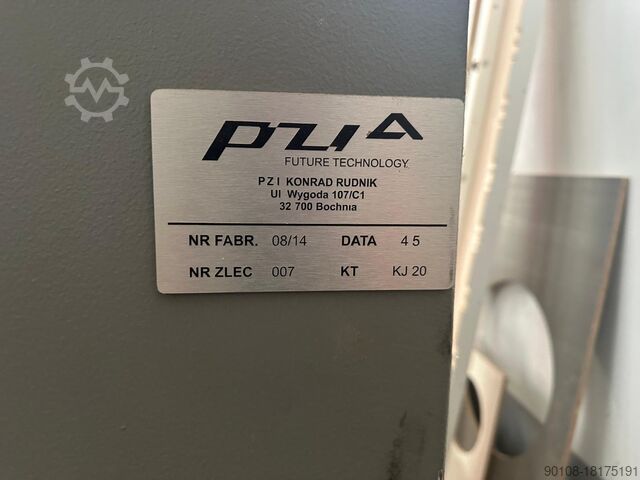 PZIA
FUTURE TECHNOLOGY
PZI KONRAD RUDNIK
Ul Wygoda 107/C1
32 700 Bochnia
NR FABR. 08/14 DATA 4 5
NR ZLEC 007 KT KJ 20
90108-18175191